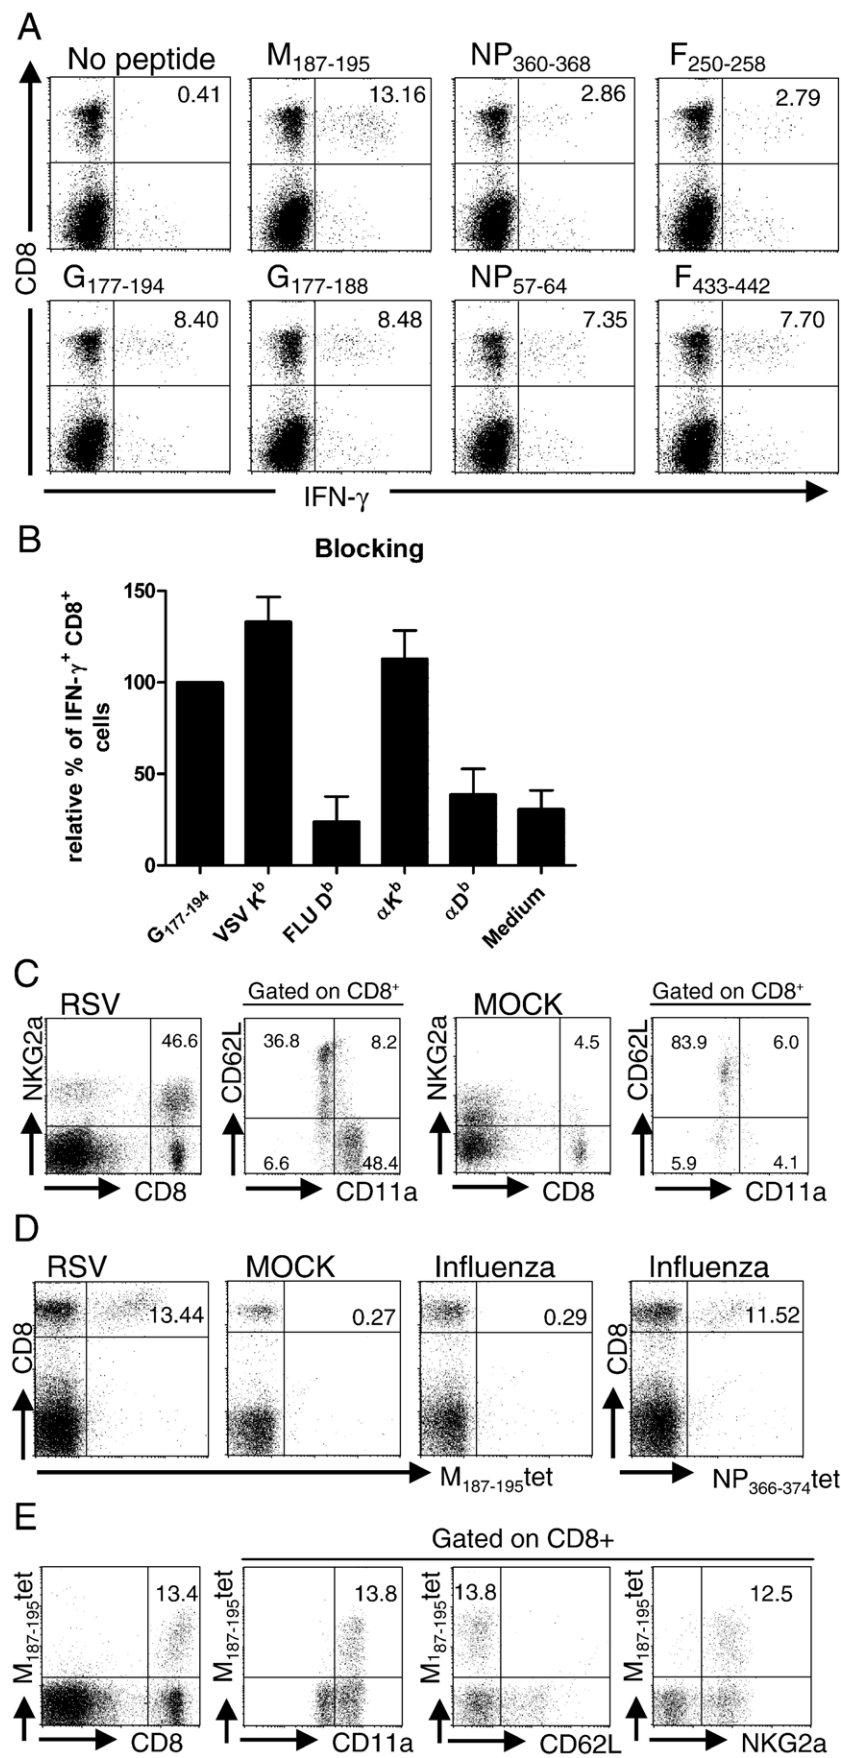 A
No peptide M187-195 NP360-368 F250-258
0.41 13.16 2.86 2.79
CD8
G177-194 G177-188 NP57-64 F433-442
8.40 8.48 7.35 7.70
IFN-γ
B
Blocking
relative % of IFN-γ+ CD8+
cells
150
100
50
0
G177-194 VSV Kb FLU Db αKb αDb Medium
C
RSV Gated on CD8+ MOCK Gated on CD8+
NKG2a CD62L NKG2a CD62L
46.6 36.8 8.2 4.5 83.9 6.0
6.6 48.4 5.9 4.1
CD8 CD11a CD8 CD11a
D
RSV MOCK Influenza Influenza
CD8 CD8
13.44 0.27 0.29 11.52
M187-195tet NP366-374tet
E
Gated on CD8+
M187-195tet M187-195tet M187-195tet M187-195tet
13.4 13.8 13.8 12.5
CD8 CD11a CD62L NKG2a